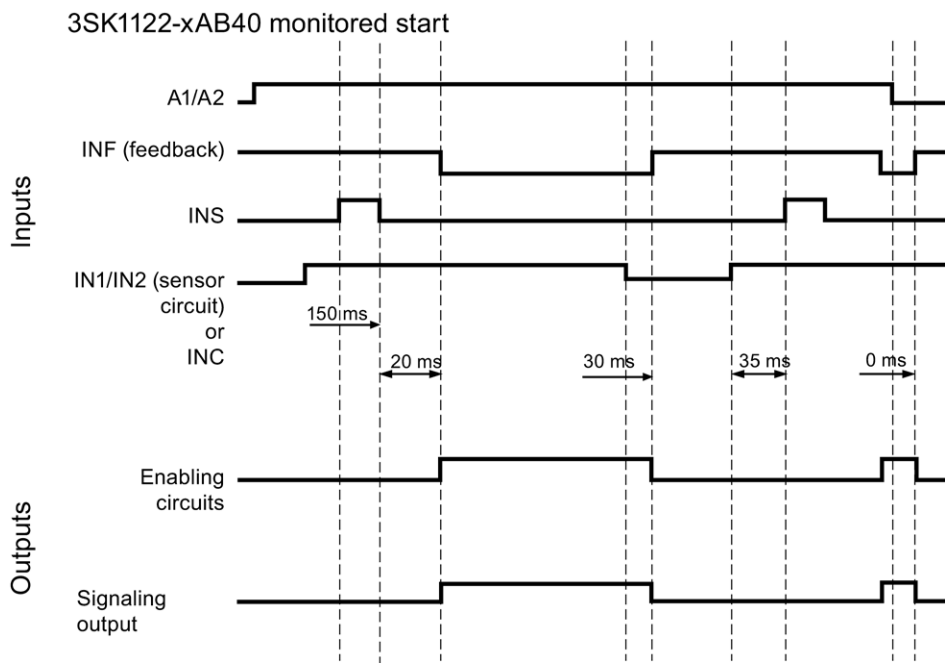 3SK1122-xAB40 monitored start
Inputs
A1/A2
INF (feedback)
INS
IN1/IN2 (sensor
circuit)
or
INC
150 ms
20 ms
30 ms
35 ms
0 ms
Outputs
Enabling
circuits
Signaling
output